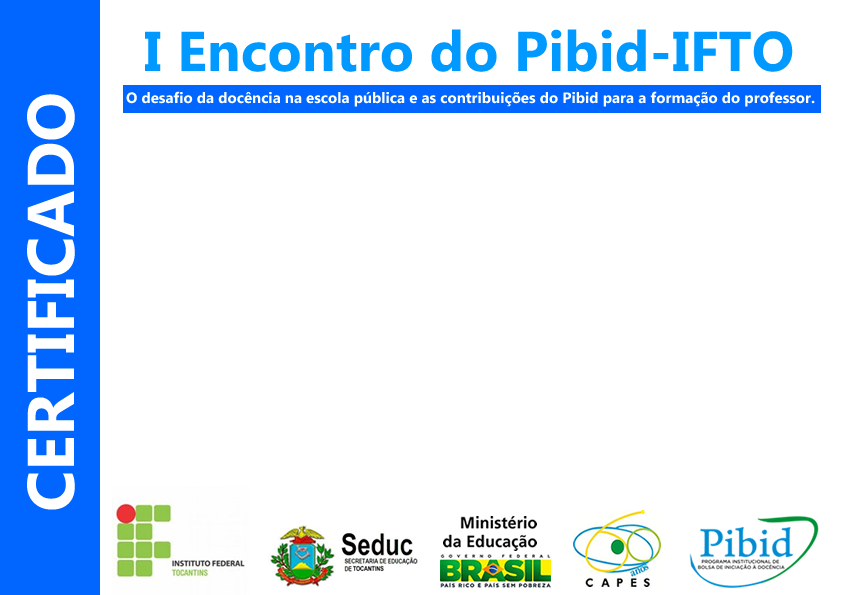 CERTIFICADO
I Encontro do Pibid-IFTO
O desafio da docência na escola pública e as contribuições do Pibid para a formação do professor.
INSTITUTO FEDERAL
TOCANTINS
Seduc
SECRETARIA DE EDUCAÇÃO
DE TOCANTINS
Ministério
da Educação
GOVERNO FEDERAL
BRASIL
PAÍS RICO É PAÍS SEM POBREZA
60
anos
CAPES
Pibid
PROGRAMA INSTITUCIONAL DE
BOLSA DE INICIAÇÃO À DOCÊNCIA